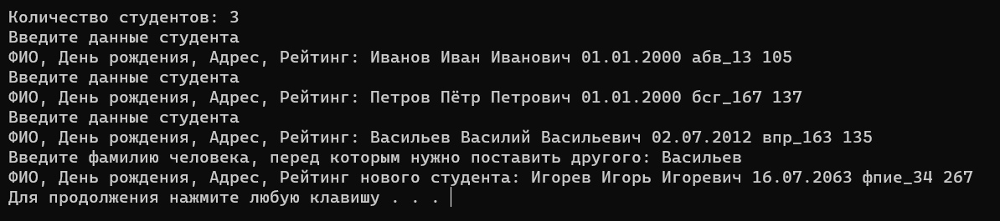 Количество студентов: 3
Введите данные студента
ФИО, День рождения, Адрес, Рейтинг: Иванов Иван Иванович 01.01.2000 абв_13 105
Введите данные студента
ФИО, День рождения, Адрес, Рейтинг: Петров Пётр Петрович 01.01.2000 бсг_167 137
Введите данные студента
ФИО, День рождения, Адрес, Рейтинг: Васильев Василий Васильевич 02.07.2012 впр_163 135
Введите фамилию человека, перед которым нужно поставить другого: Васильев
ФИО, День рождения, Адрес, Рейтинг нового студента: Игорев Игорь Игоревич 16.07.2063 фпие_34 267
Для продолжения нажмите любую клавишу . . .